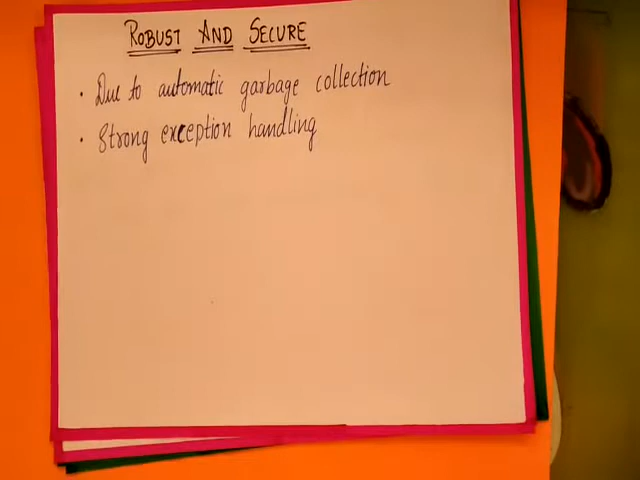 ROBUST AND SECURE
• Due to automatic garbage collection
• Strong exception handling